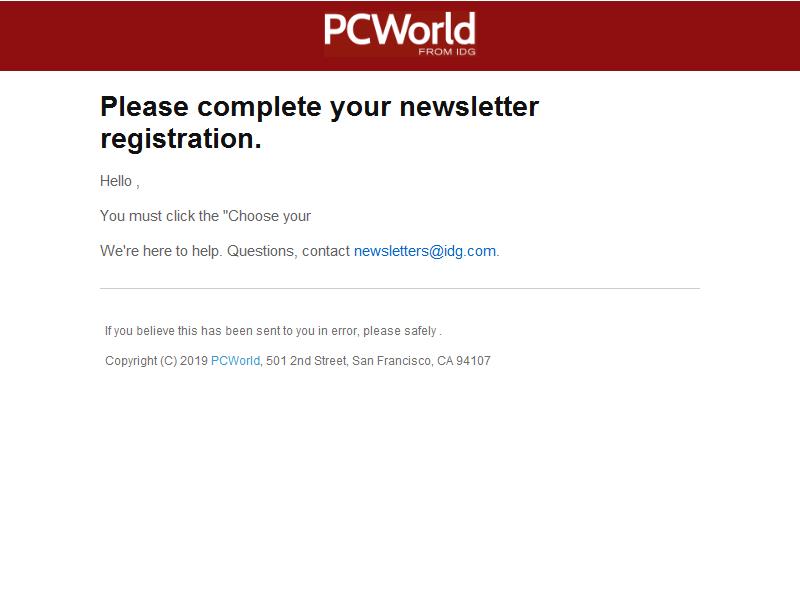 PCWorld
FROM IDG
Please complete your newsletter
registration.
Hello ,
You must click the "Choose your
We're here to help. Questions, contact newsletters@idg.com.
If you believe this has been sent to you in error, please safely .
Copyright (C) 2019 PCWorld, 501 2nd Street, San Francisco, CA 94107